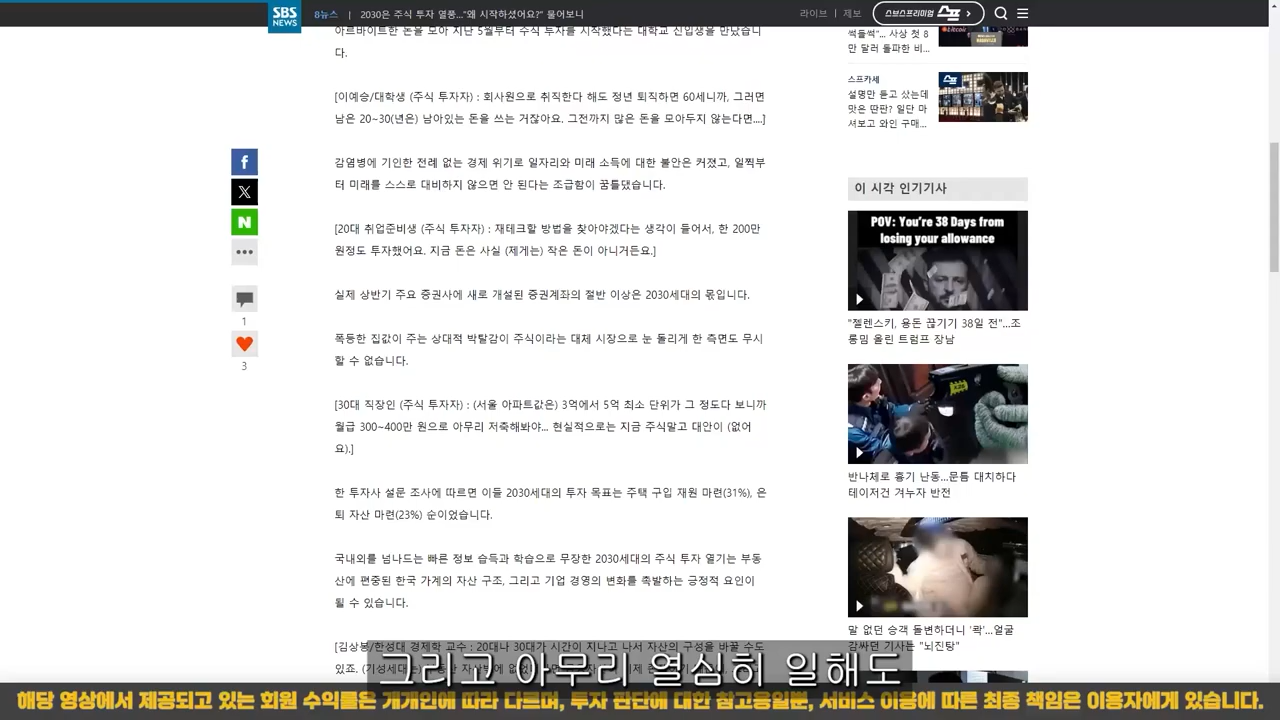 SBS NEWS
8뉴스 | 2030은 주식 투자 열풍..."왜 시작하셨어요?" 물어보니
라이브 | 제보
스브스프리미엄 스프 >
아르바이트한 돈을 모아 지난 5월부터 주식 투자를 시작했다는 대학교 신입생을 만났습니
다.
[이예승/대학생 (주식 투자자) : 회사원으로 취직한다 해도 정년 퇴직하면 60세니까, 그러면
남은 20~30(년은) 남아있는 돈을 쓰는 거잖아요. 그전까지 많은 돈을 모아두지 않는다면....]
감염병에 기인한 전례 없는 경제 위기로 일자리와 미래 소득에 대한 불안은 커졌고, 일찍부
터 미래를 스스로 대비하지 않으면 안 된다는 조급함이 꿈틀댔습니다.
[20대 취업준비생 (주식 투자자) : 재테크할 방법을 찾아야겠다는 생각이 들어서, 한 200만
원정도 투자했어요. 지금 돈은 사실 (제게는) 작은 돈이 아니거든요.]
실제 상반기 주요 증권사에 새로 개설된 증권계좌의 절반 이상은 2030세대의 몫입니다.
폭등한 집값이 주는 상대적 박탈감이 주식이라는 대체 시장으로 눈 돌리게 한 측면도 무시
할 수 없습니다.
[30대 직장인 (주식 투자자) : (서울 아파트값은) 3억에서 5억 최소 단위가 그 정도다 보니까
월급 300~400만 원으로 아무리 저축해봐야... 현실적으로는 지금 주식말고 대안이 (없어
요).]
한 투자사 설문 조사에 따르면 이들 2030세대의 투자 목표는 주택 구입 재원 마련(31%), 은
퇴 자산 마련(23%) 순이었습니다.
국내외를 넘나드는 빠른 정보 습득과 학습으로 무장한 2030세대의 주식 투자 열기는 부동
산에 편중된 한국 가계의 자산 구조, 그리고 기업 경영의 변화를 촉발하는 긍정적 요인이
될 수 있습니다.
[김상봉/한성대 경제학 교수 : 20대나 30대가 시간이 지나고 나서 자산의 구성을 바꿀 수도
있죠.
1
3
썩들썩"... 사상 첫 8
만 달러 돌파한 비...
bitcoin
스프카세
설명만 듣고 샀는데
맛은 딴판? 일단 마
셔보고 와인 구매...
스프
이 시각 인기기사
POV: You're 38 Days from
losing your allowance
"젤렌스키, 용돈 끊기기 38일 전"...조
롱밈 올린 트럼프 장남
반나체로 흉기 난동...문틈 대치하다
테이저건 겨누자 반전
말 없던 승객 돌변하더니 '콱'...얼굴
감싸던 기사는 "뇌진탕"
그리고 아무리 열심히 일해도
해당 영상에서 제공되고 있는 회원 수익률은 개개인에 따라 다르며, 투자 판단에 대한 참고용일뿐, 서비스 이용에 따른 최종 책임은 이용자에게 있습니다.